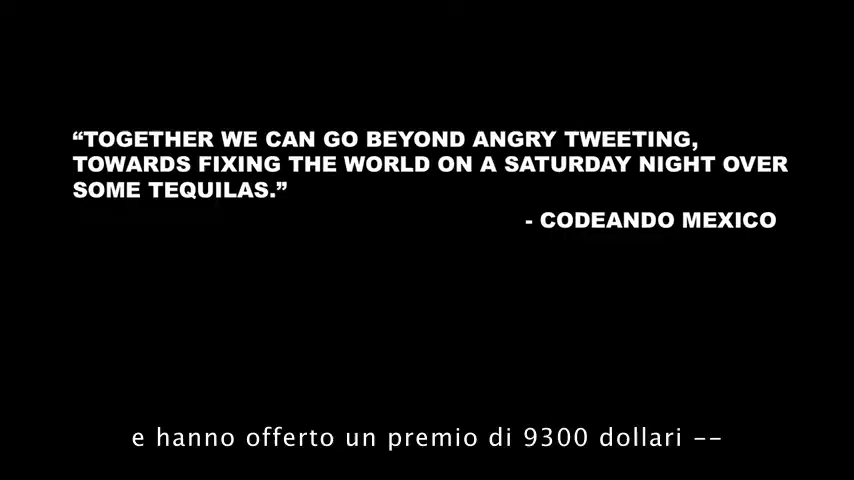 “TOGETHER WE CAN GO BEYOND ANGRY TWEETING,
TOWARDS FIXING THE WORLD ON A SATURDAY NIGHT OVER
SOME TEQUILAS.”
- CODEANDO MEXICO
e hanno offerto un premio di 9300 dollari --